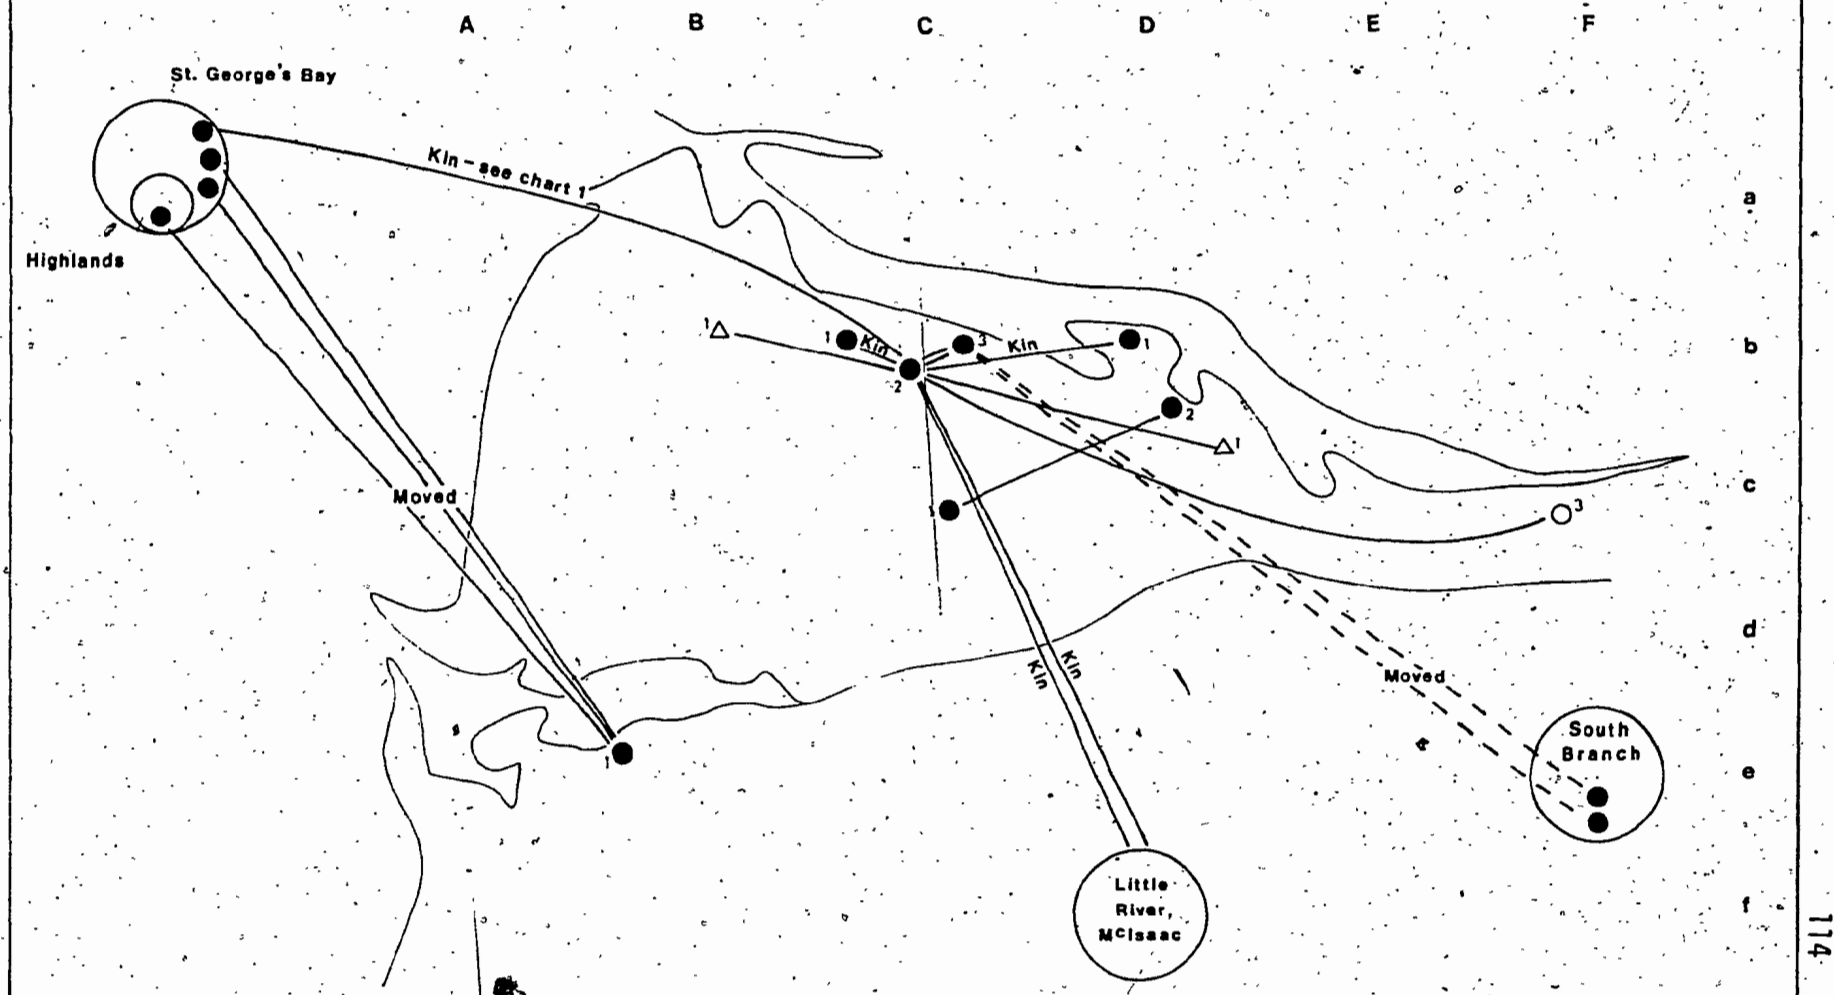 A B C D E F
St. George's Bay
Kin - see chart 1
a
Highlands
1
1
Kin
3
Kin
1
b
2
2
1
Moved
c
1
3
d
Kin
Kin
Moved
South
Branch
1
e
Little
River,
McIsaac
f
114